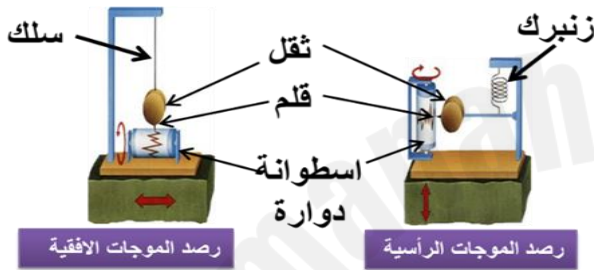 زنبرك
سلك
ثقل
قلم
اسطوانة
دوارة
رصد الموجات الرأسية
رصد الموجات الافقية